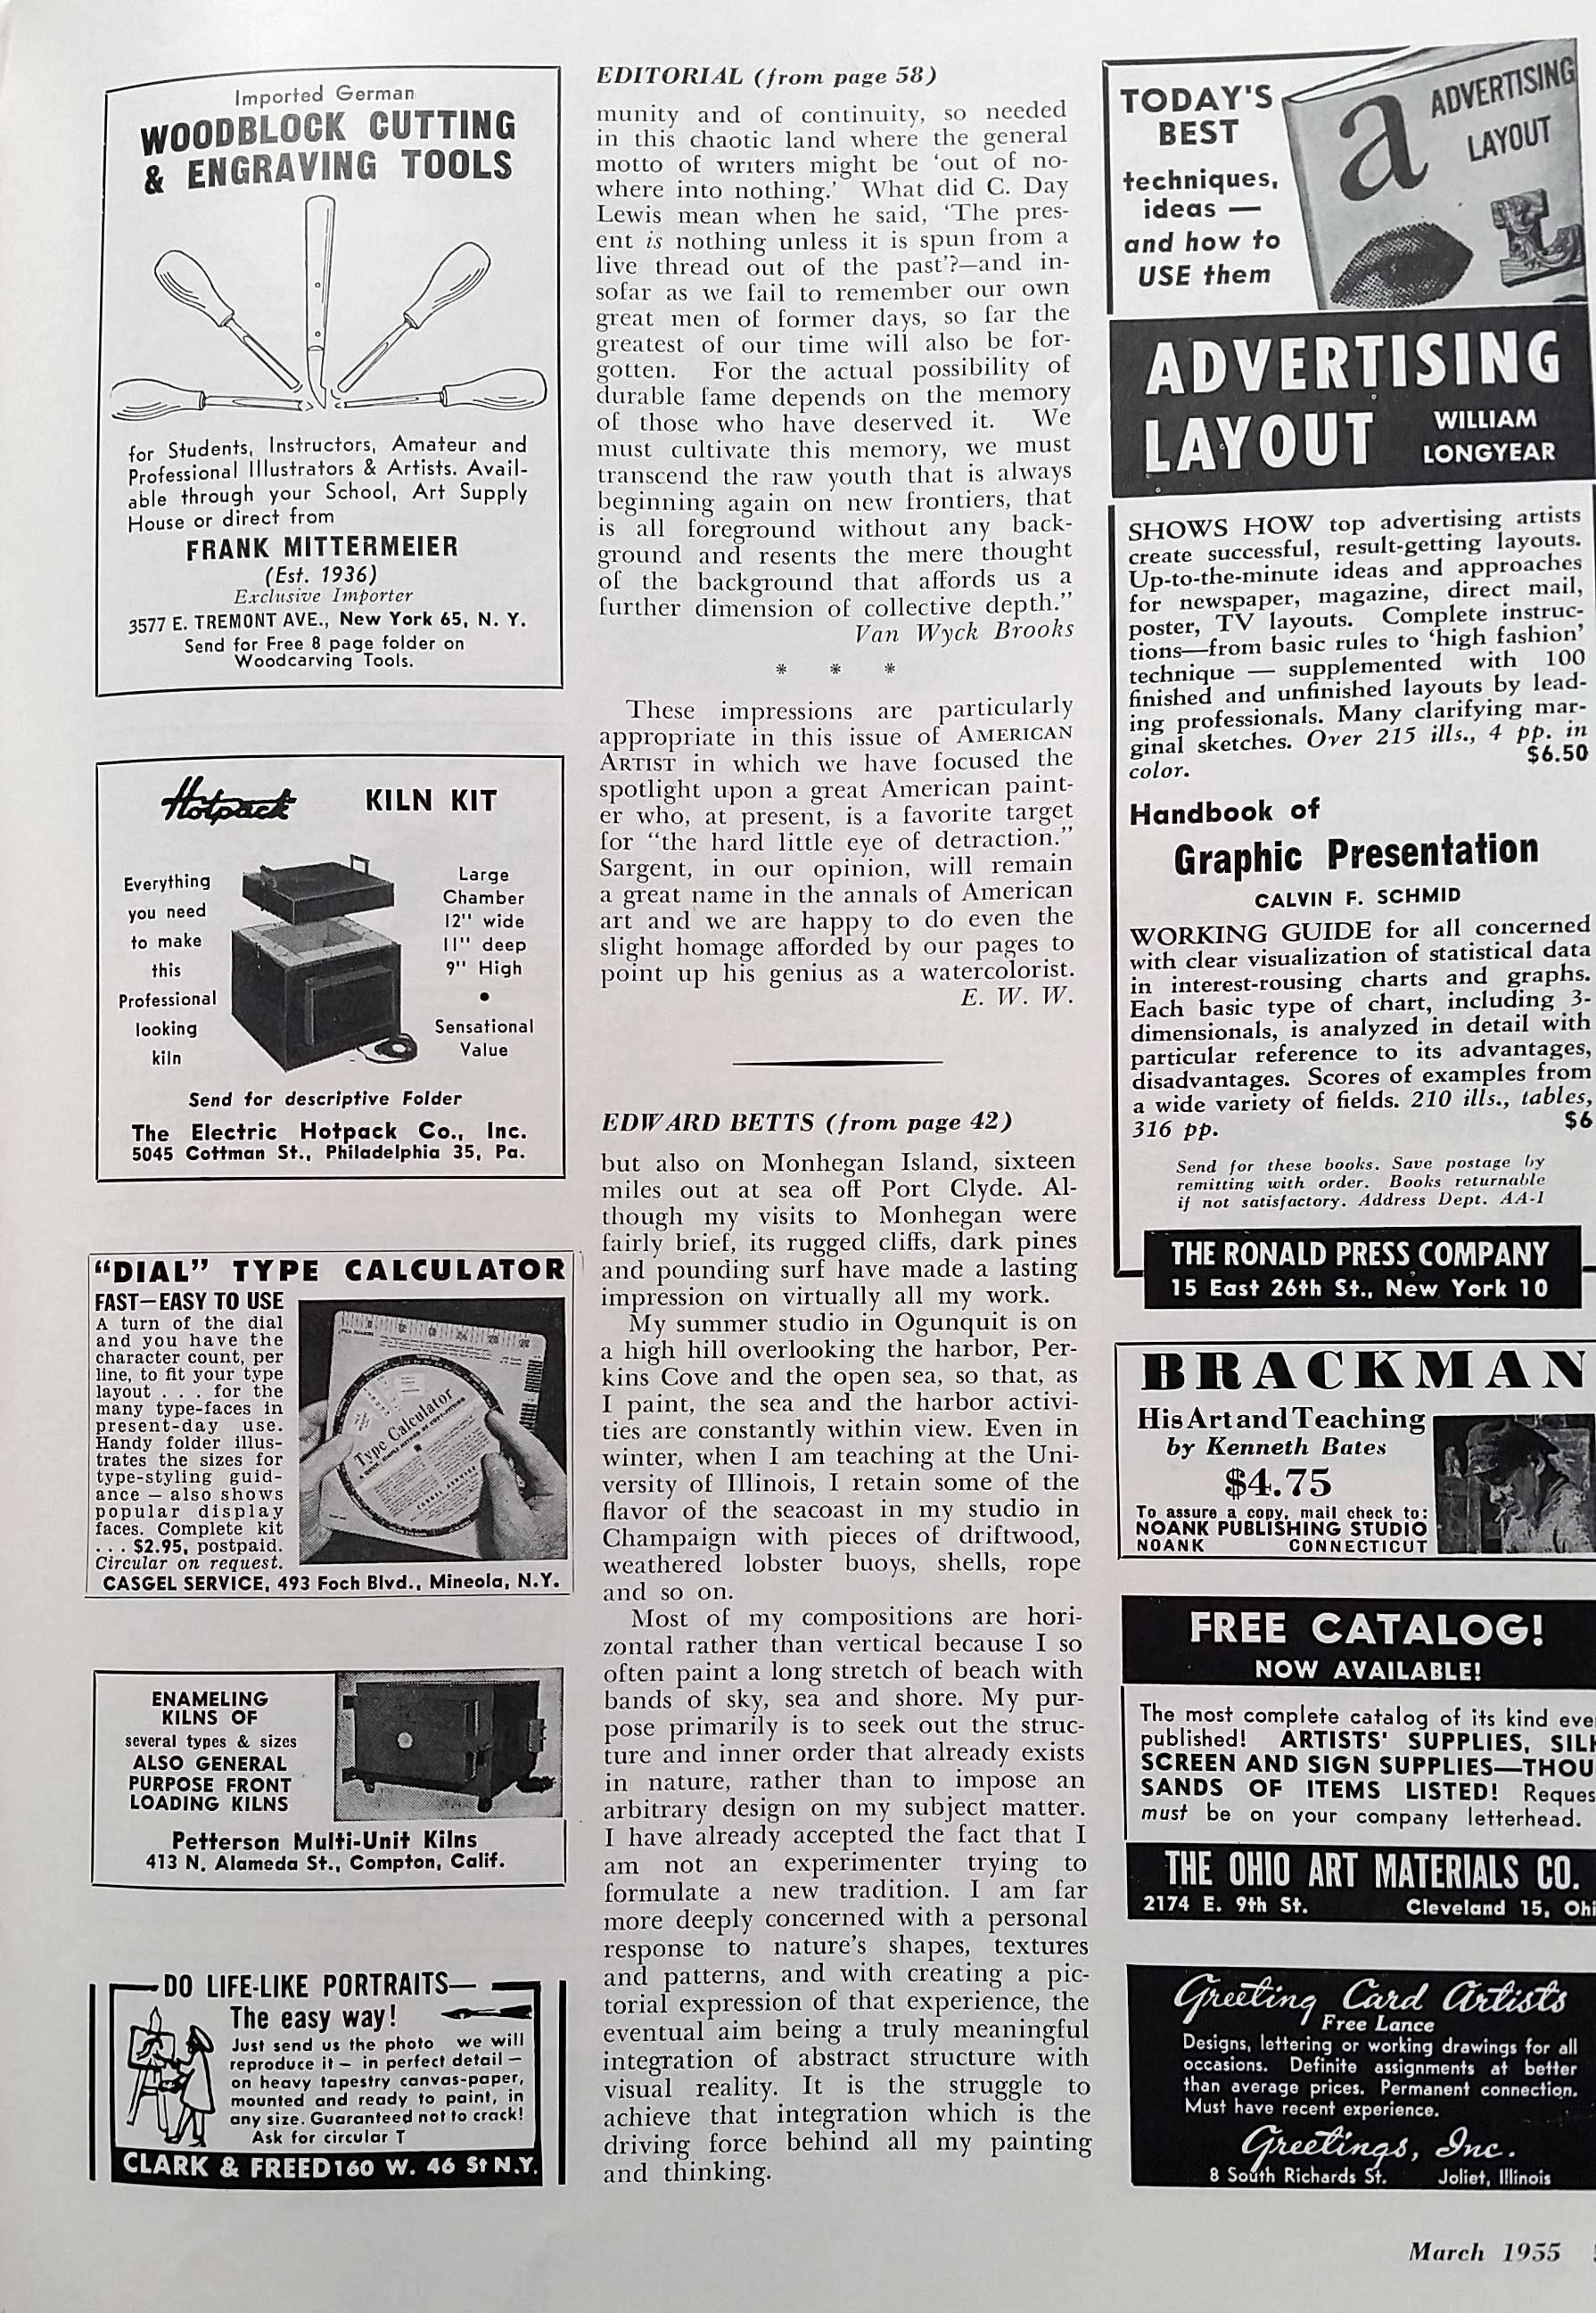 Imported German
WOODBLOCK CUTTING
& ENGRAVING TOOLS
for Students, Instructors, Amateur and
Professional Illustrators & Artists. Avail-
able through your School, Art Supply
House or direct from
FRANK MITTERMEIER
(Est. 1936)
Exclusive Importer
3577 E. TREMONT AVE., New York 65, N. Y.
Send for Free 8 page folder on
Woodcarving Tools.
Hotpack KILN KIT
Everything
you need
to make
this
Professional
looking
kiln
Large
Chamber
12" wide
11" deep
9" High
•
Sensational
Value
Send for descriptive Folder
The Electric Hotpack Co., Inc.
5045 Cottman St., Philadelphia 35, Pa.
"DIAL" TYPE CALCULATOR
FAST—EASY TO USE
A turn of the dial
and you have the
character count, per
line, to fit your type
layout . . . for the
many type-faces in
present-day use.
Handy folder illus-
trates the sizes for
type-styling guid-
ance — also shows
popular display
faces. Complete kit
. . . $2.95, postpaid.
Circular on request.
Type Calculator
CASGEL SERVICE
CASGEL SERVICE, 493 Foch Blvd., Mineola, N.Y.
ENAMELING
KILNS OF
several types & sizes
ALSO GENERAL
PURPOSE FRONT
LOADING KILNS
Petterson Multi-Unit Kilns
413 N. Alameda St., Compton, Calif.
DO LIFE-LIKE PORTRAITS—
The easy way!
Just send us the photo we will
reproduce it — in perfect detail —
on heavy tapestry canvas-paper,
mounted and ready to paint, in
any size. Guaranteed not to crack!
Ask for circular T
CLARK & FREED 160 W. 46 St N.Y.
EDITORIAL (from page 58)
munity and of continuity, so needed
in this chaotic land where the general
motto of writers might be 'out of no-
where into nothing.' What did C. Day
Lewis mean when he said, 'The pres-
ent is nothing unless it is spun from a
live thread out of the past'?—and in-
sofar as we fail to remember our own
great men of former days, so far the
greatest of our time will also be for-
gotten. For the actual possibility of
durable fame depends on the memory
of those who have deserved it. We
must cultivate this memory, we must
transcend the raw youth that is always
beginning again on new frontiers, that
is all foreground without any back-
ground and resents the mere thought
of the background that affords us a
further dimension of collective depth."
Van Wyck Brooks
* * *
These impressions are particularly
appropriate in this issue of AMERICAN
ARTIST in which we have focused the
spotlight upon a great American paint-
er who, at present, is a favorite target
for "the hard little eye of detraction."
Sargent, in our opinion, will remain
a great name in the annals of American
art and we are happy to do even the
slight homage afforded by our pages to
point up his genius as a watercolorist.
E. W. W.
EDWARD BETTS (from page 42)
but also on Monhegan Island, sixteen
miles out at sea off Port Clyde. Al-
though my visits to Monhegan were
fairly brief, its rugged cliffs, dark pines
and pounding surf have made a lasting
impression on virtually all my work.
My summer studio in Ogunquit is on
a high hill overlooking the harbor, Per-
kins Cove and the open sea, so that, as
I paint, the sea and the harbor activi-
ties are constantly within view. Even in
winter, when I am teaching at the Uni-
versity of Illinois, I retain some of the
flavor of the seacoast in my studio in
Champaign with pieces of driftwood,
weathered lobster buoys, shells, rope
and so on.
Most of my compositions are hori-
zontal rather than vertical because I so
often paint a long stretch of beach with
bands of sky, sea and shore. My pur-
pose primarily is to seek out the struc-
ture and inner order that already exists
in nature, rather than to impose an
arbitrary design on my subject matter.
I have already accepted the fact that I
am not an experimenter trying to
formulate a new tradition. I am far
more deeply concerned with a personal
response to nature's shapes, textures
and patterns, and with creating a pic-
torial expression of that experience, the
eventual aim being a truly meaningful
integration of abstract structure with
visual reality. It is the struggle to
achieve that integration which is the
driving force behind all my painting
and thinking.
TODAY'S
BEST
techniques,
ideas —
and how to
USE them
a ADVERTISING
LAYOUT
ADVERTISING
LAYOUT WILLIAM
LONGYEAR
SHOWS HOW top advertising artists
create successful, result-getting layouts.
Up-to-the-minute ideas and approaches
for newspaper, magazine, direct mail,
poster, TV layouts. Complete instruc-
tions—from basic rules to 'high fashion'
technique — supplemented with 100
finished and unfinished layouts by lead-
ing professionals. Many clarifying mar-
ginal sketches. Over 215 ills., 4 pp. in
color. $6.50
Handbook of
Graphic Presentation
CALVIN F. SCHMID
WORKING GUIDE for all concerned
with clear visualization of statistical data
in interest-rousing charts and graphs.
Each basic type of chart, including 3-
dimensionals, is analyzed in detail with
particular reference to its advantages,
disadvantages. Scores of examples from
a wide variety of fields. 210 ills., tables,
316 pp. $6
Send for these books. Save postage by
remitting with order. Books returnable
if not satisfactory. Address Dept. AA-1
THE RONALD PRESS COMPANY
15 East 26th St., New York 10
BRACKMAN
His Art and Teaching
by Kenneth Bates
$4.75
To assure a copy, mail check to:
NOANK PUBLISHING STUDIO
NOANK CONNECTICUT
FREE CATALOG!
NOW AVAILABLE!
The most complete catalog of its kind eve
published! ARTISTS' SUPPLIES, SILK
SCREEN AND SIGN SUPPLIES—THOU
SANDS OF ITEMS LISTED! Reques
must be on your company letterhead.
THE OHIO ART MATERIALS CO.
2174 E. 9th St. Cleveland 15, Ohi
Greeting Card Artists
Free Lance
Designs, lettering or working drawings for all
occasions. Definite assignments at better
than average prices. Permanent connection.
Must have recent experience.
Greetings, Inc.
8 South Richards St. Joliet, Illinois
March 1955